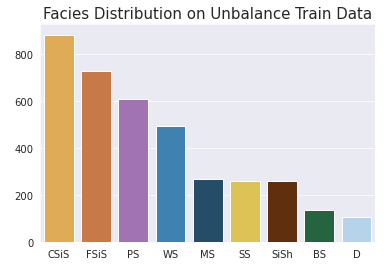 Facies Distribution on Unbalance Train Data
800
600
400
200
0
CSiS FSiS PS WS MS SS SiSh BS D